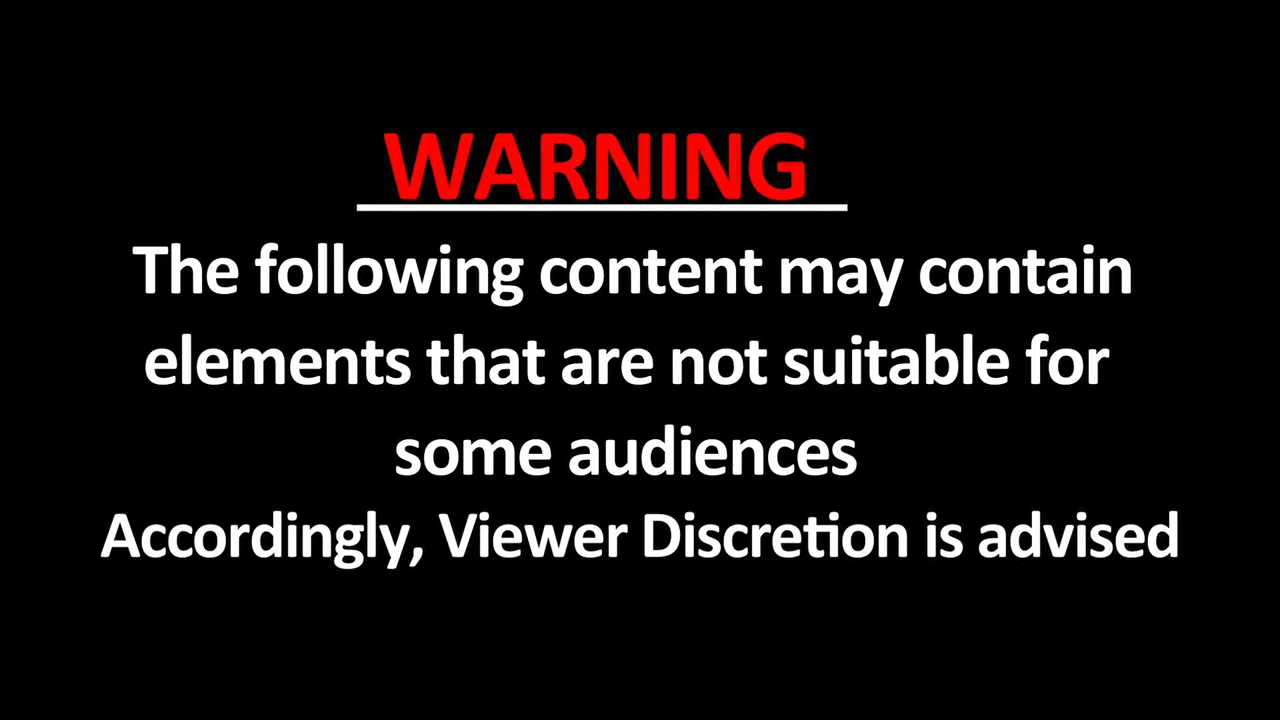 WARNING
The following content may contain
elements that are not suitable for
some audiences
Accordingly, Viewer Discretion is advised